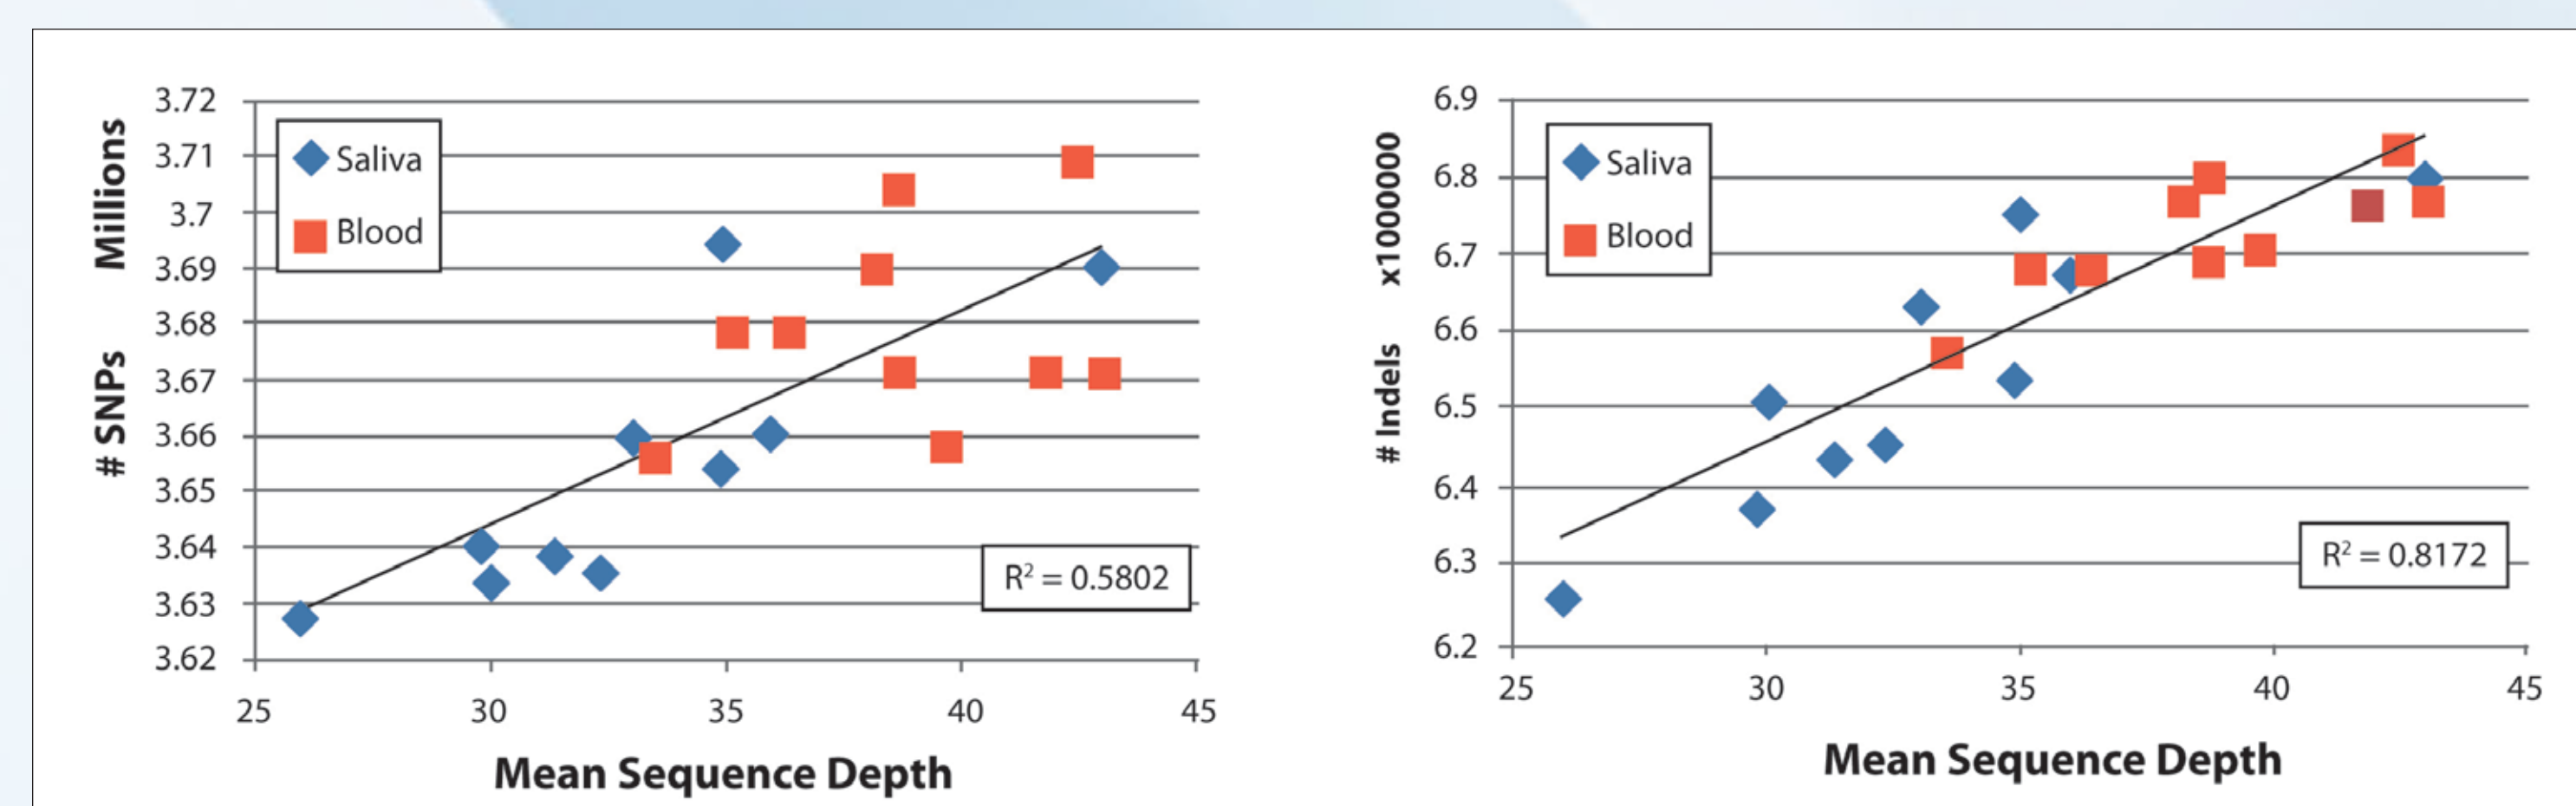 Millions
# SNPs
3.72
3.71
3.7
3.69
3.68
3.67
3.66
3.65
3.64
3.63
3.62
Saliva
Blood
R² = 0.5802
25 30 35 40 45
Mean Sequence Depth
x1000000
# Indels
6.9
6.8
6.7
6.6
6.5
6.4
6.3
6.2
Saliva
Blood
R² = 0.8172
25 30 35 40 45
Mean Sequence Depth